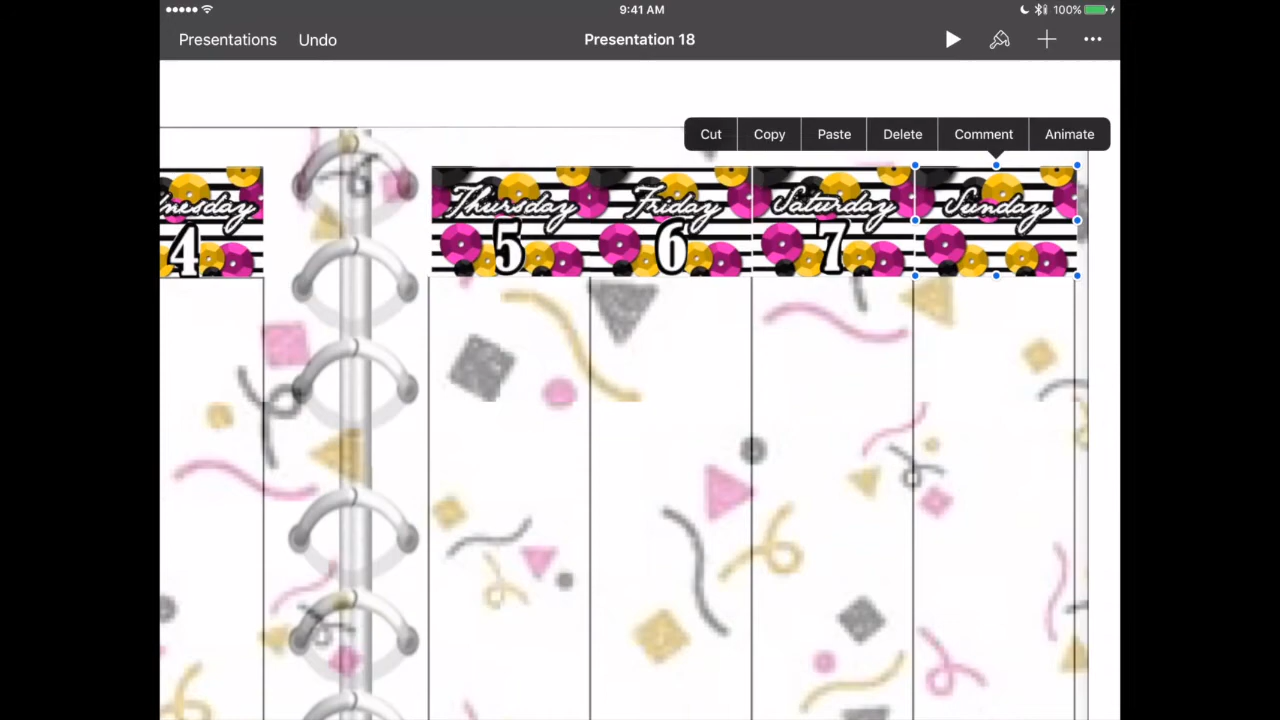 9:41 AM
100%
Presentations Undo Presentation 18
Cut Copy Paste Delete Comment Animate
nesday Thursday Friday Saturday Sunday
4 5 6 7